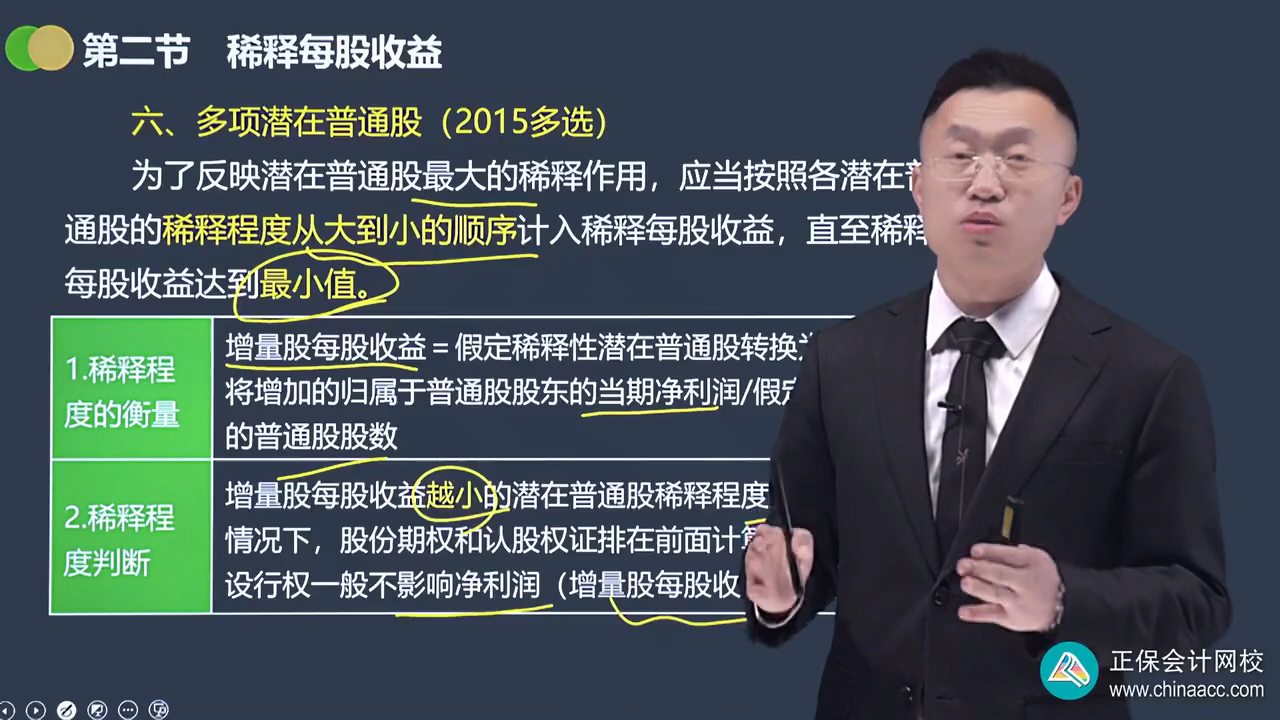 第二节 稀释每股收益
六、多项潜在普通股（2015多选）
为了反映潜在普通股最大的稀释作用，应当按照各潜在普
通股的稀释程度从大到小的顺序计入稀释每股收益，直至稀释
每股收益达到最小值。
1.稀释程
度的衡量
增量股每股收益＝假定稀释性潜在普通股转换为
将增加的归属于普通股股东的当期净利润/假定
的普通股股数
2.稀释程
度判断
增量股每股收益越小的潜在普通股稀释程度
情况下，股份期权和认股权证排在前面计算
设行权一般不影响净利润（增量股每股收
正保会计网校
www.chinaacc.com